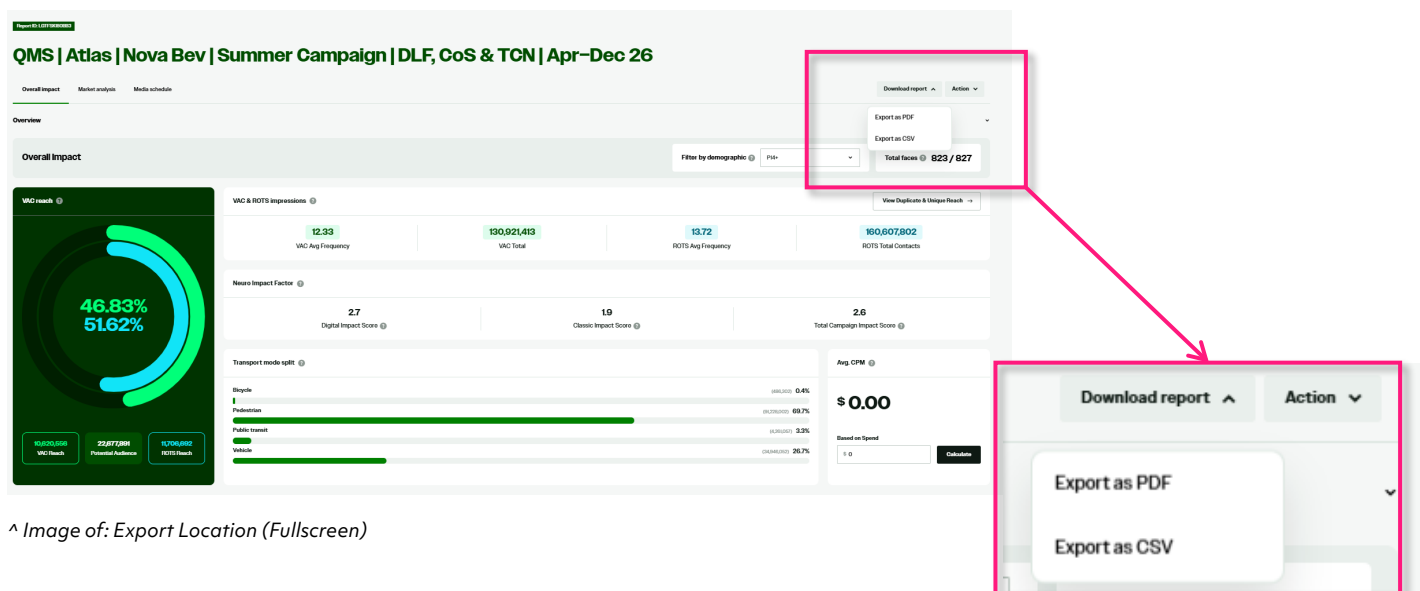 QMS | Atlas | Nova Bev | Summer Campaign | DLF, CoS & TCN | Apr–Dec 26
Overall impact Market analysis Media schedule
Download report Action
Export as PDF
Export as CSV
Overview
Overall Impact
Filter by demographic P14+
Total faces 823 / 827
VAC reach
46.83%
51.62%
10,620,556
VAC Reach
22,677,891
Potential Audience
11,706,692
ROTS Reach
VAC & ROTS impressions
View Duplicate & Unique Reach →
12.33
VAC Avg Frequency
130,921,413
VAC Total
13.72
ROTS Avg Frequency
160,607,802
ROTS Total Contacts
Neuro Impact Factor
2.7
Digital Impact Score
1.9
Classic Impact Score
2.6
Total Campaign Impact Score
Transport mode split
Bicycle 0.4%
Pedestrian 69.7%
Public transit 3.3%
Vehicle 26.7%
Avg. CPM
$ 0.00
Based on Spend
$ 0 Calculate
Download report Action
Export as PDF
Export as CSV
^ Image of: Export Location (Fullscreen)